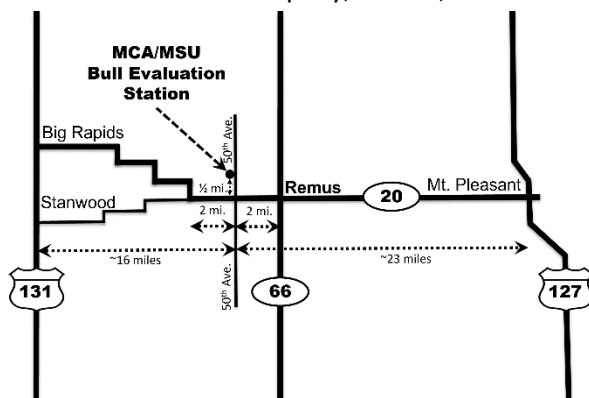 MCA/MSU
Bull Evaluation
Station
50th Ave.
Big Rapids
½ mi.
Remus
20
Mt. Pleasant
Stanwood
2 mi.
2 mi.
~16 miles
~23 miles
50th Ave.
131
66
127